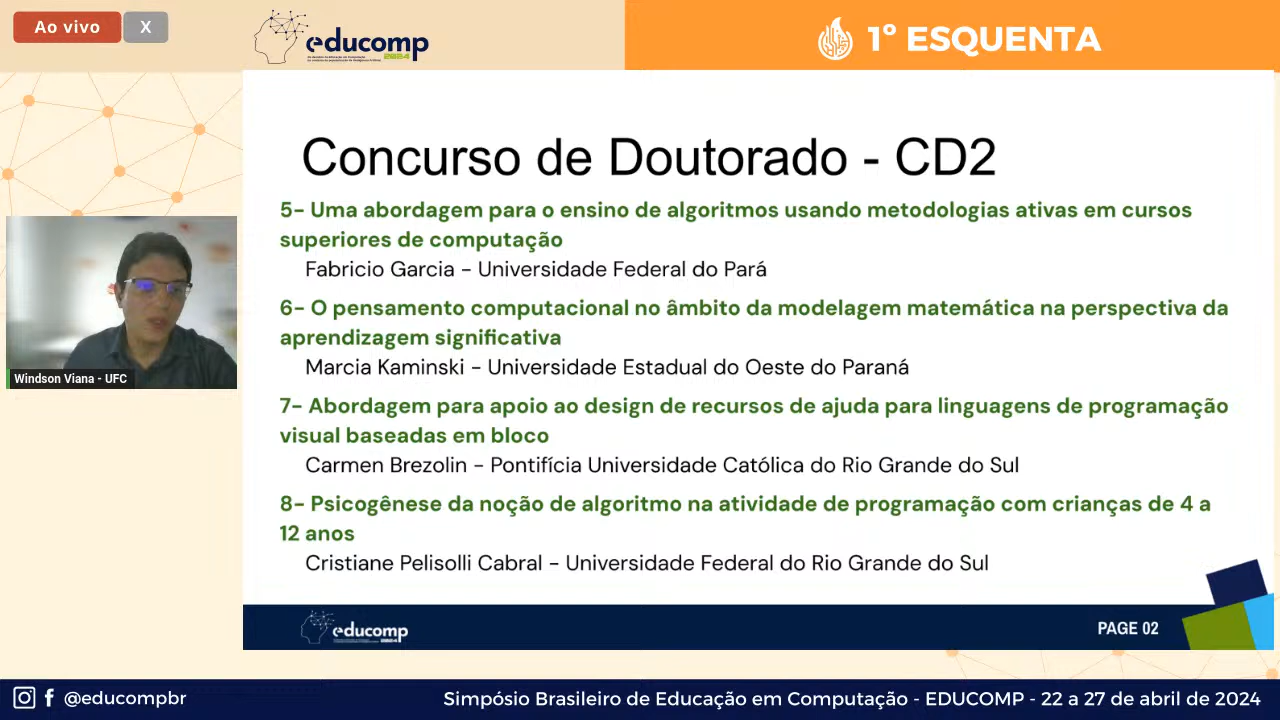 Ao vivo
X
educomp
2024
1º ESQUENTA
Concurso de Doutorado - CD2
5- Uma abordagem para o ensino de algoritmos usando metodologias ativas em cursos
superiores de computação
Fabricio Garcia - Universidade Federal do Pará
6- O pensamento computacional no âmbito da modelagem matemática na perspectiva da
aprendizagem significativa
Marcia Kaminski - Universidade Estadual do Oeste do Paraná
7- Abordagem para apoio ao design de recursos de ajuda para linguagens de programação
visual baseadas em bloco
Carmen Brezolin - Pontifícia Universidade Católica do Rio Grande do Sul
8- Psicogênese da noção de algoritmo na atividade de programação com crianças de 4 a
12 anos
Cristiane Pelisolli Cabral - Universidade Federal do Rio Grande do Sul
Windson Viana - UFC
educomp
2024
PAGE 02
@educompbr
Simpósio Brasileiro de Educação em Computação - EDUCOMP - 22 a 27 de abril de 2024